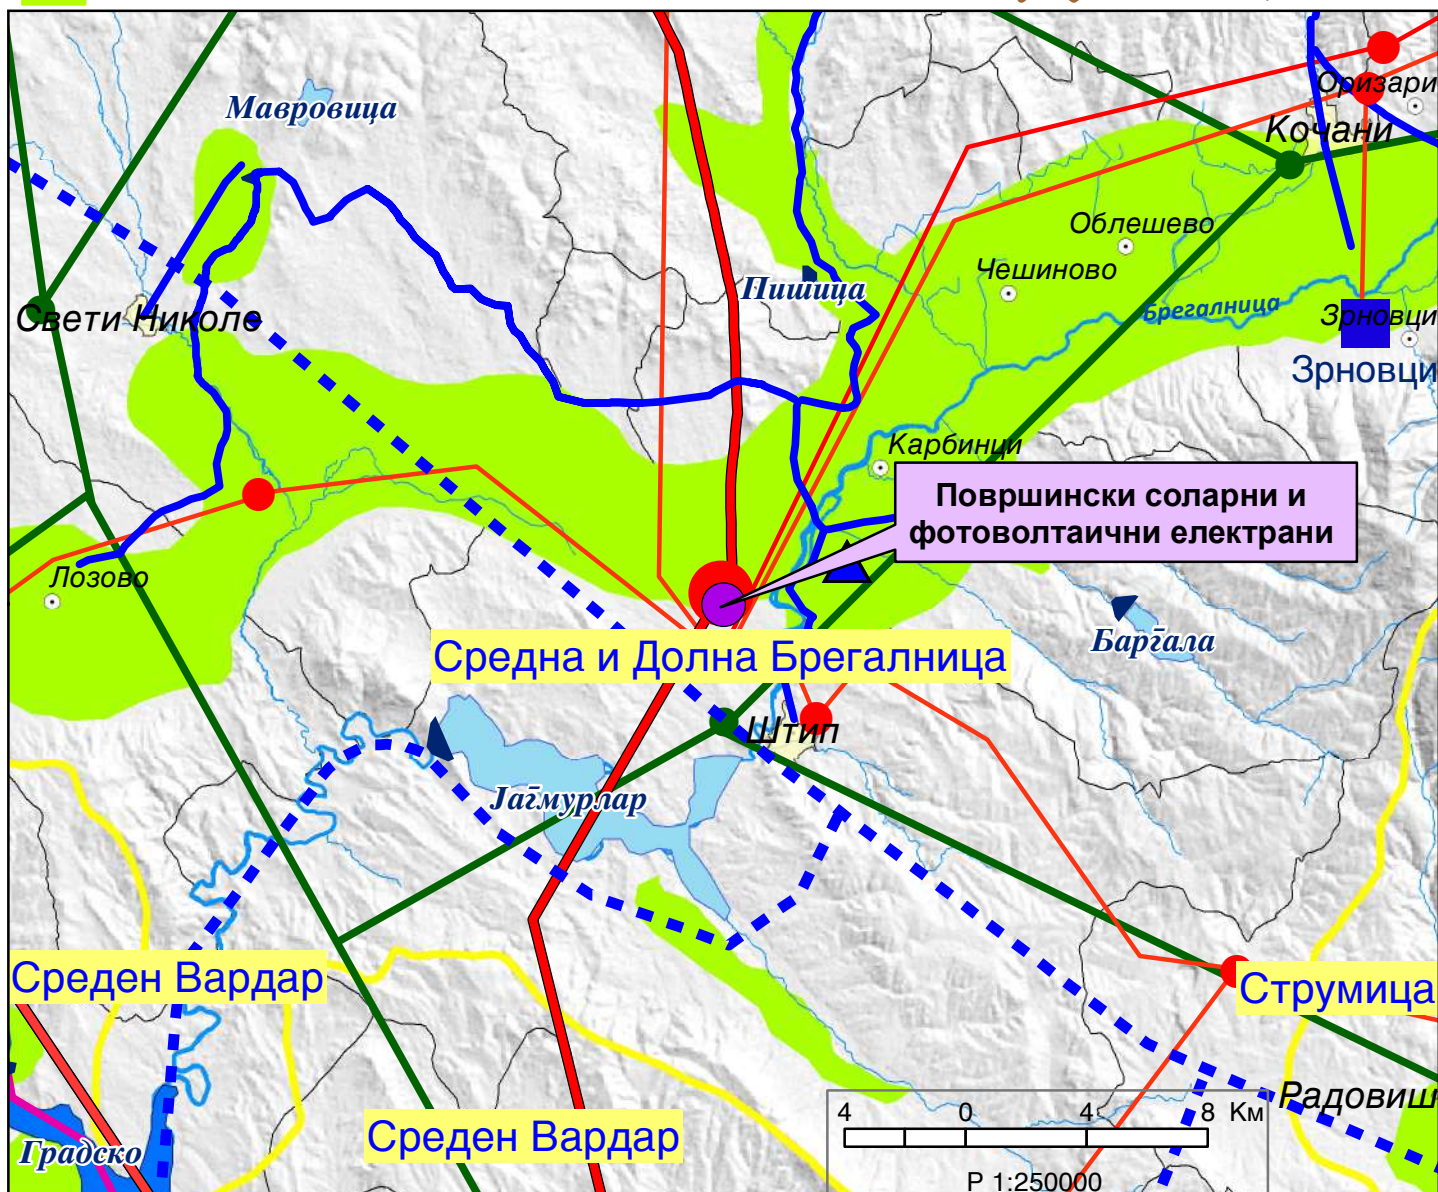 Мавровица
Оризари
Кочани
Облешево
Чешиново
Пишица
Брегалница
Свети Николе
Зрновци
Зрновци
Карбинци
Површински соларни и
фотоволтаични електрани
Лозово
Баргала
Средна и Долна Брегалница
Штип
Јагмурлар
Среден Вардар
Струмица
Радовиш
4 0 4 8 Км
Р 1:250000
Среден Вардар
Градско